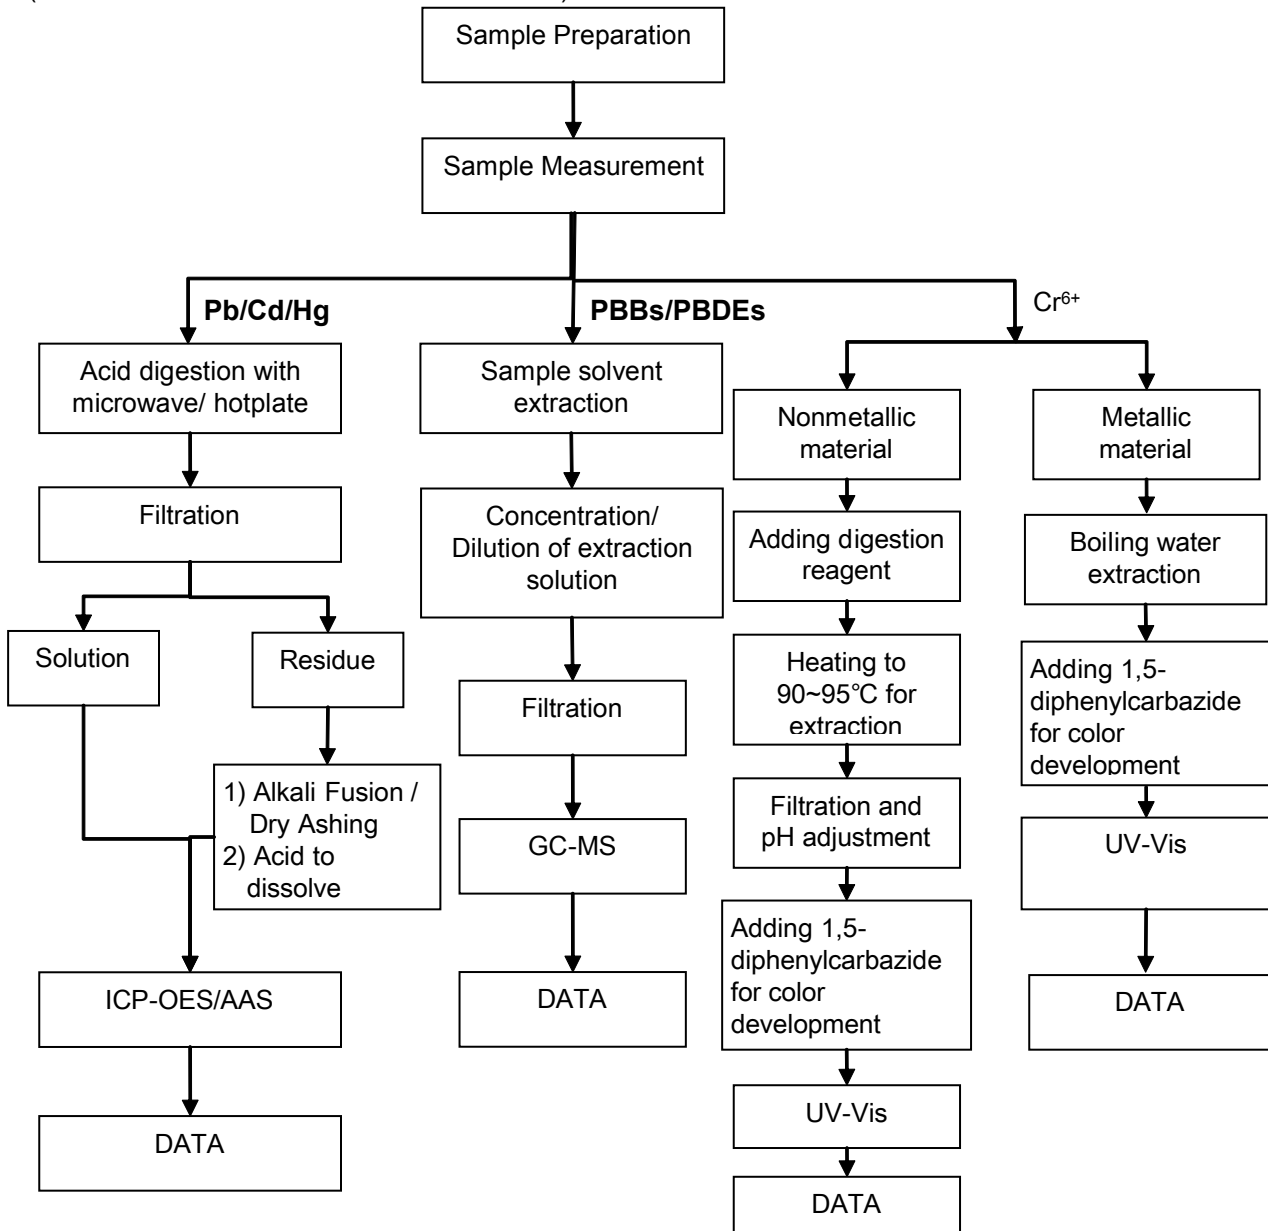 Sample Preparation
Sample Measurement
Pb/Cd/Hg
PBBs/PBDEs
Cr⁶⁺
Acid digestion with
microwave/ hotplate
Filtration
Solution
Residue
1) Alkali Fusion /
Dry Ashing
2) Acid to
dissolve
ICP-OES/AAS
DATA
Sample solvent
extraction
Concentration/
Dilution of extraction
solution
Filtration
GC-MS
DATA
Nonmetallic
material
Adding digestion
reagent
Heating to
90~95℃ for
extraction
Filtration and
pH adjustment
Adding 1,5-
diphenylcarbazide
for color
development
UV-Vis
DATA
Metallic
material
Boiling water
extraction
Adding 1,5-
diphenylcarbazide
for color
development
UV-Vis
DATA